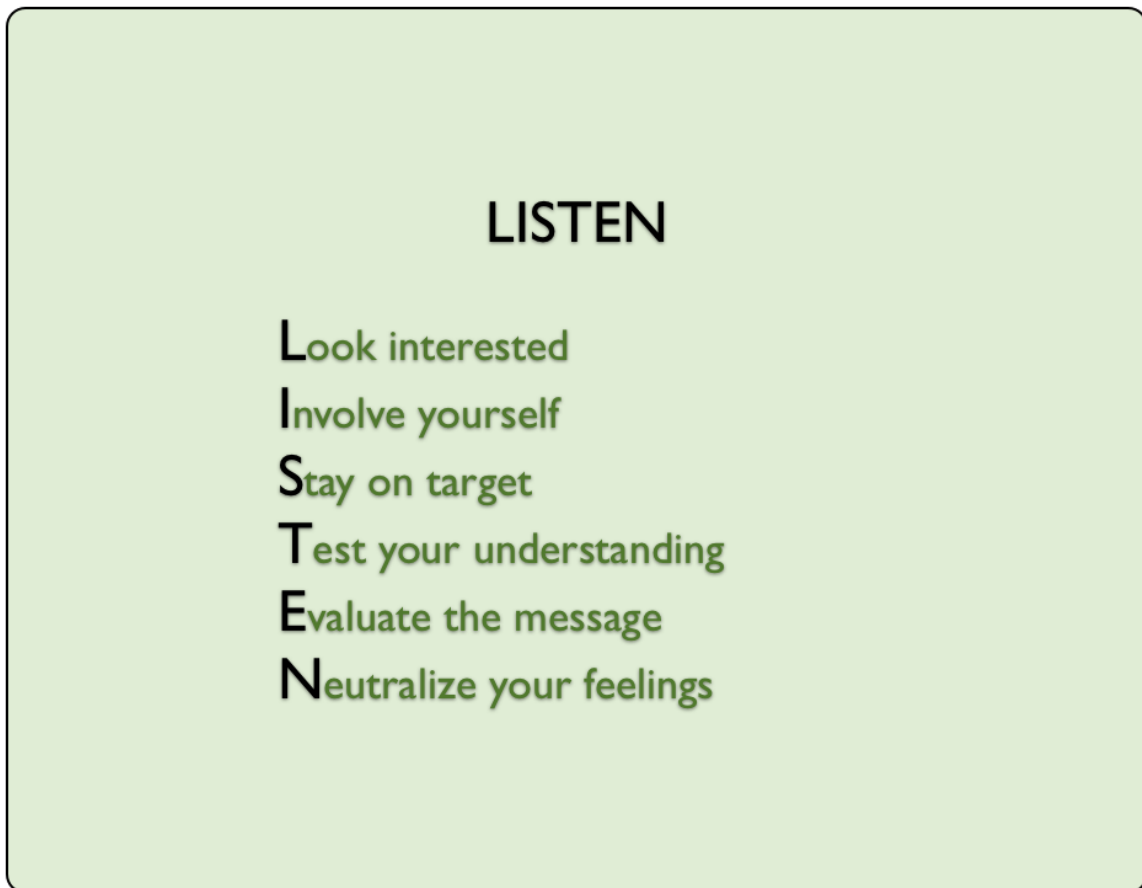 LISTEN
Look interested
Involve yourself
Stay on target
Test your understanding
Evaluate the message
Neutralize your feelings